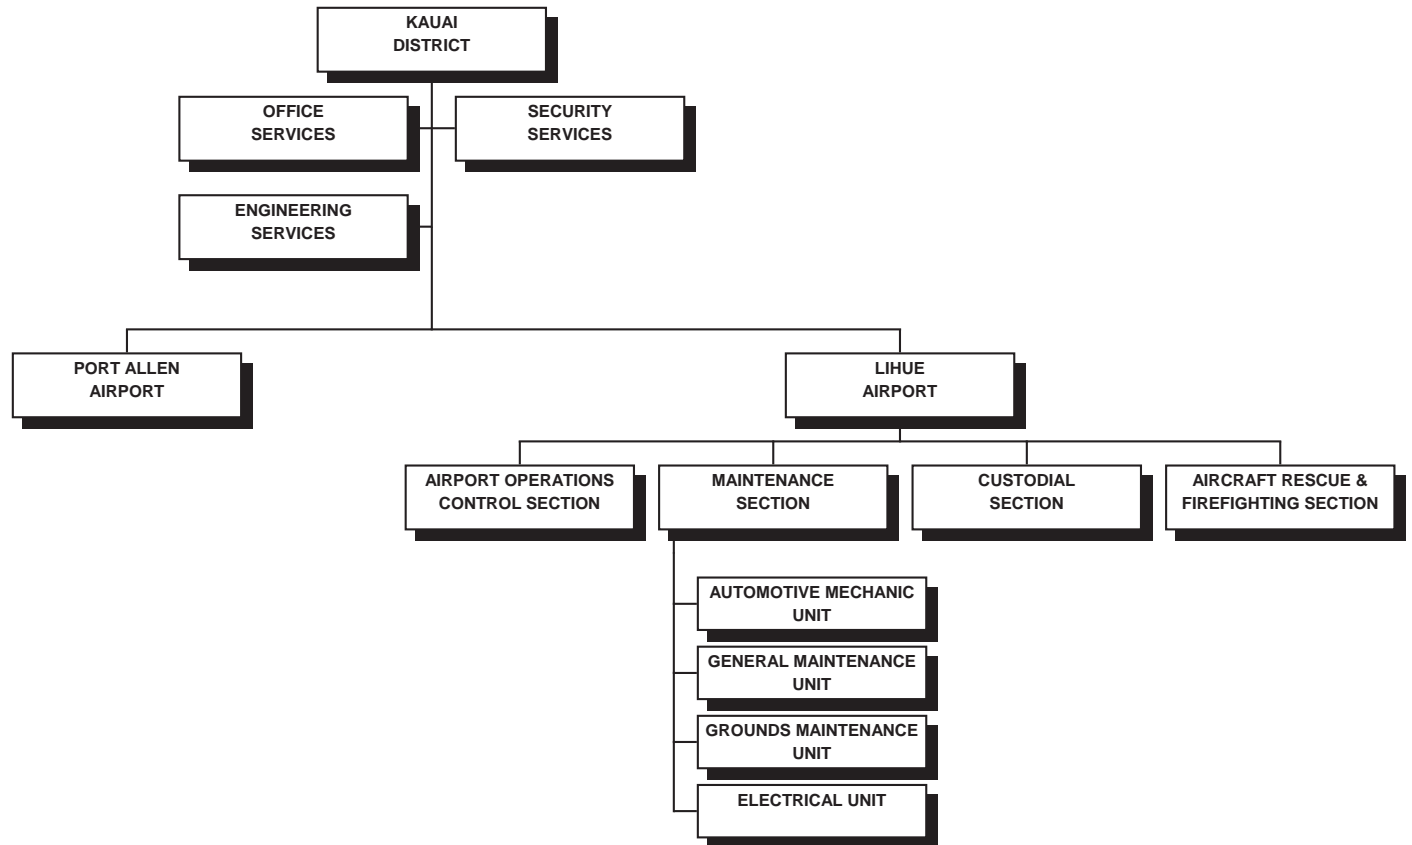 KAUAI
DISTRICT
OFFICE
SERVICES
SECURITY
SERVICES
ENGINEERING
SERVICES
PORT ALLEN
AIRPORT
LIHUE
AIRPORT
AIRPORT OPERATIONS
CONTROL SECTION
MAINTENANCE
SECTION
CUSTODIAL
SECTION
AIRCRAFT RESCUE &
FIREFIGHTING SECTION
AUTOMOTIVE MECHANIC
UNIT
GENERAL MAINTENANCE
UNIT
GROUNDS MAINTENANCE
UNIT
ELECTRICAL UNIT